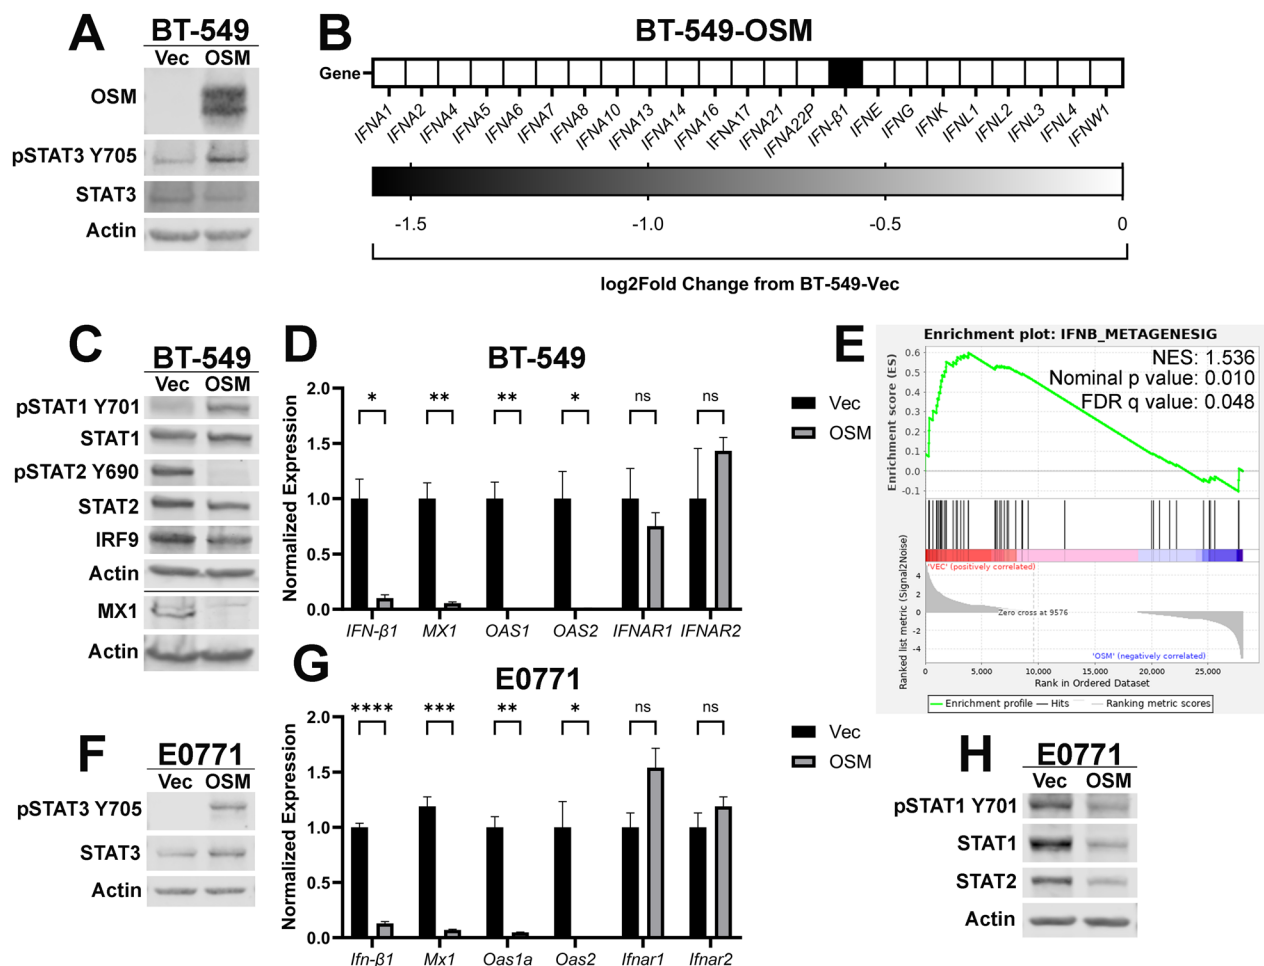 A
BT-549
Vec OSM
OSM
pSTAT3 Y705
STAT3
Actin
B
BT-549-OSM
Gene
IFNA1 IFNA2 IFNA4 IFNA5 IFNA6 IFNA7 IFNA8 IFNA10 IFNA13 IFNA14 IFNA16 IFNA17 IFNA21 IFNA22P IFN-β1 IFNE IFNG IFNK IFNL1 IFNL2 IFNL3 IFNL4 IFNW1
-1.5 -1.0 -0.5 0
log2Fold Change from BT-549-Vec
C
BT-549
Vec OSM
pSTAT1 Y701
STAT1
pSTAT2 Y690
STAT2
IRF9
Actin
MX1
Actin
D
BT-549
Normalized Expression
2.0
1.5
1.0
0.5
0.0
* ** ** * ns ns
IFN-β1 MX1 OAS1 OAS2 IFNAR1 IFNAR2
Vec
OSM
E
Enrichment plot: IFNB_METAGENESIG
NES: 1.536
Nominal p value: 0.010
FDR q value: 0.048
Enrichment score (ES)
0.6
0.5
0.4
0.3
0.2
0.1
0.0
-0.1
'VEC' (positively correlated)
Ranked list metric (Signal2Noise)
4
2
0
-2
-4
Zero cross at 9576
'OSM' (negatively correlated)
0 5,000 10,000 15,000 20,000 25,000
Rank in Ordered Dataset
Enrichment profile Hits Ranking metric scores
F
E0771
Vec OSM
pSTAT3 Y705
STAT3
Actin
G
E0771
Normalized Expression
2.0
1.5
1.0
0.5
0.0
**** *** ** * ns ns
Ifn-β1 Mx1 Oas1a Oas2 Ifnar1 Ifnar2
Vec
OSM
H
E0771
Vec OSM
pSTAT1 Y701
STAT1
STAT2
Actin